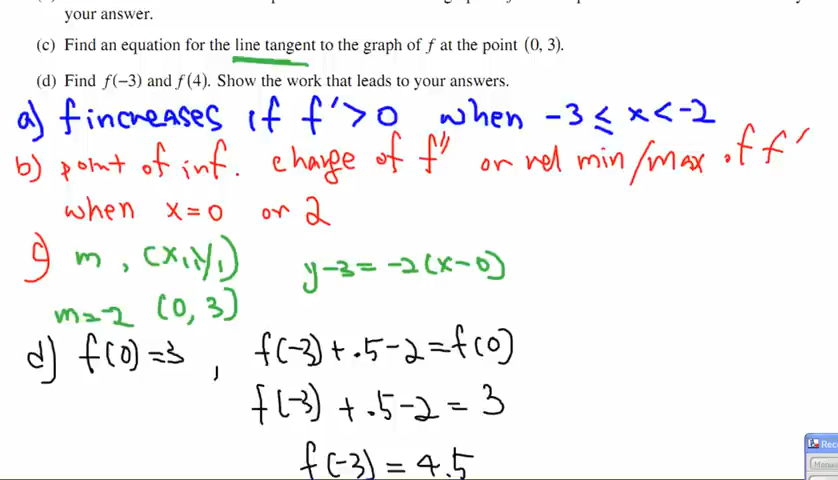 your answer.
(c) Find an equation for the line tangent to the graph of f at the point (0, 3).
(d) Find f(−3) and f(4). Show the work that leads to your answers.
a) f increases if f' > 0 when -3 ≤ x < -2
b) point of inf. change of f'' or rel min/max of f'
when x = 0 or 2
c) m, (x₁, y₁) y-3 = -2(x-0)
m = -2 (0, 3)
d) f(0) = 3, f(-3) + .5 - 2 = f(0)
f(-3) + .5 - 2 = 3
f(-3) = 4.5